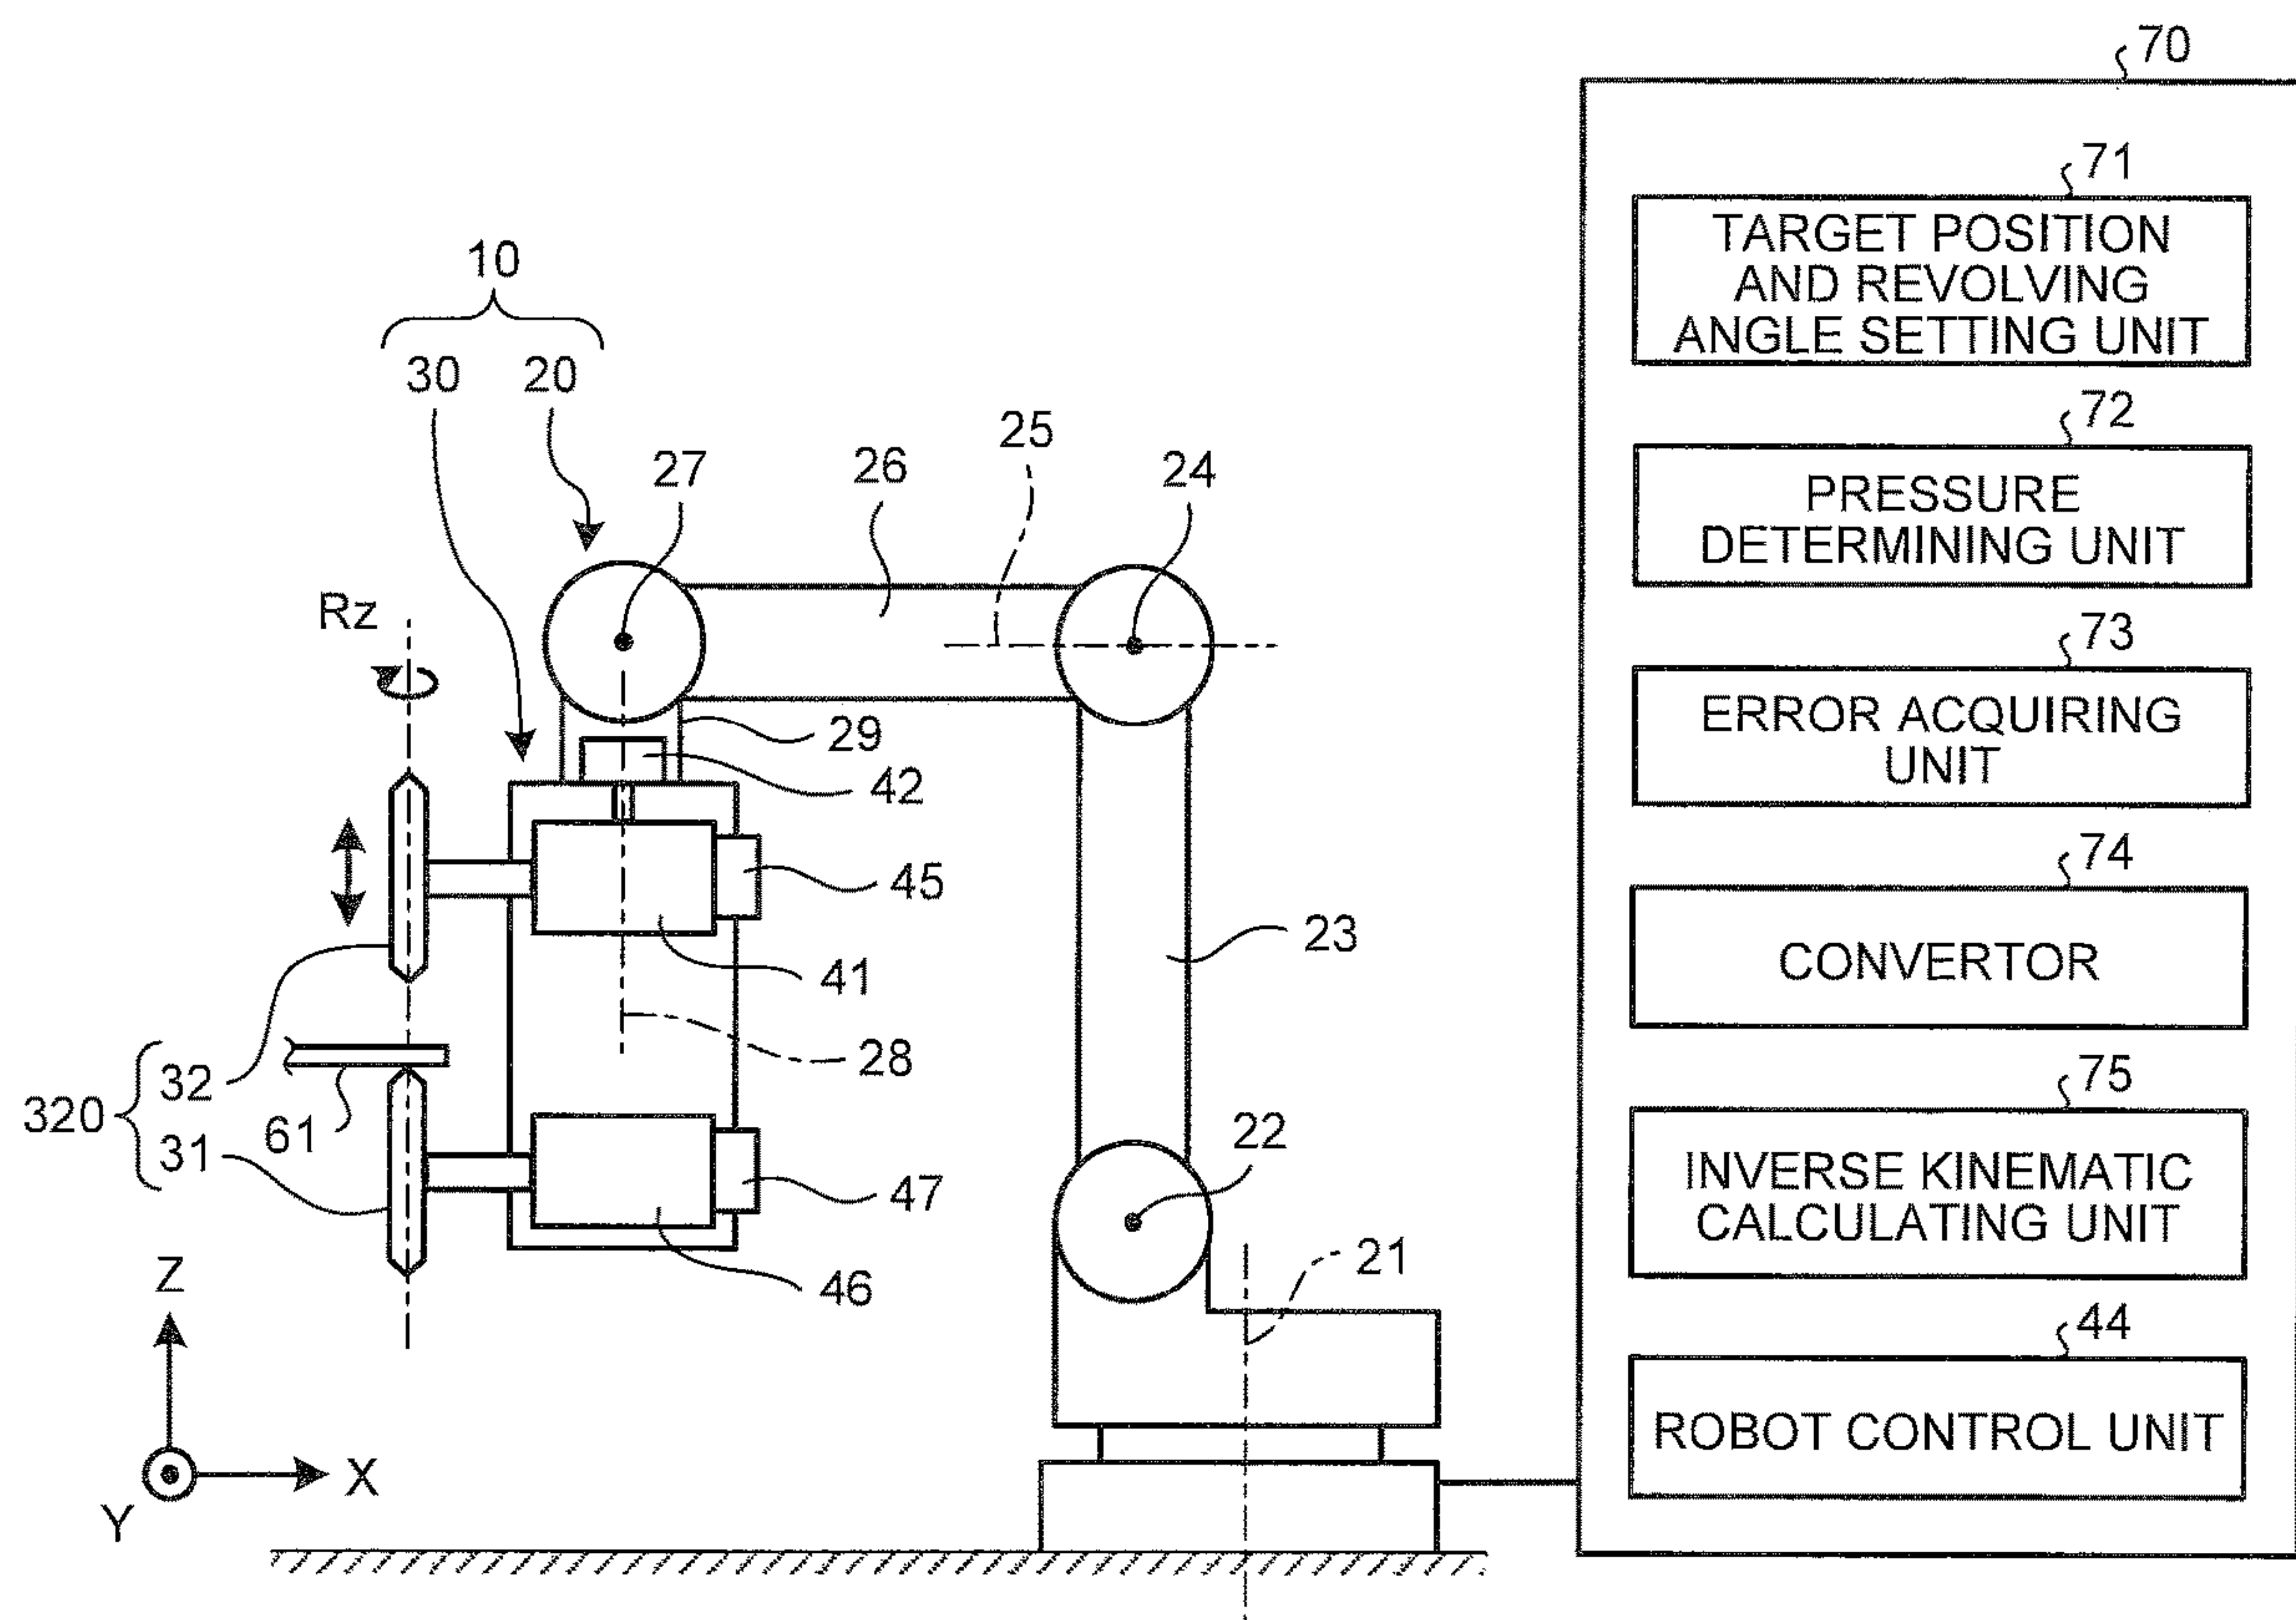 70
71
TARGET POSITION
AND REVOLVING
ANGLE SETTING UNIT
72
PRESSURE
DETERMINING UNIT
73
ERROR ACQUIRING
UNIT
74
CONVERTOR
75
INVERSE KINEMATIC
CALCULATING UNIT
44
ROBOT CONTROL UNIT
10
30 20
25
27 26 24
Rz
29
42
45
23
41
28
32
320
61
31
22
47
21
46
Z
X
Y